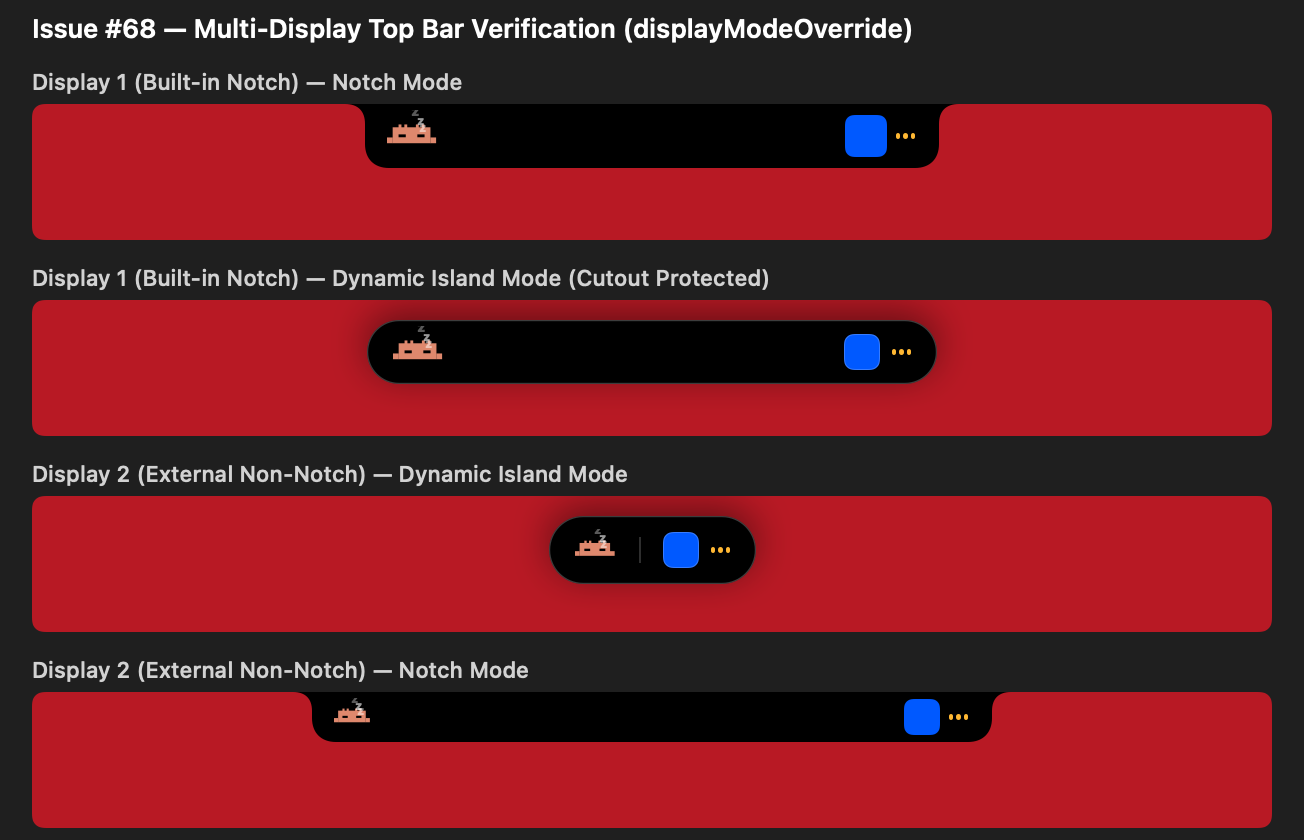 Issue #68 — Multi-Display Top Bar Verification (displayModeOverride)
Display 1 (Built-in Notch) — Notch Mode
z
z
z
Display 1 (Built-in Notch) — Dynamic Island Mode (Cutout Protected)
z
z
z
Display 2 (External Non-Notch) — Dynamic Island Mode
z
z
z
Display 2 (External Non-Notch) — Notch Mode
z
z
z